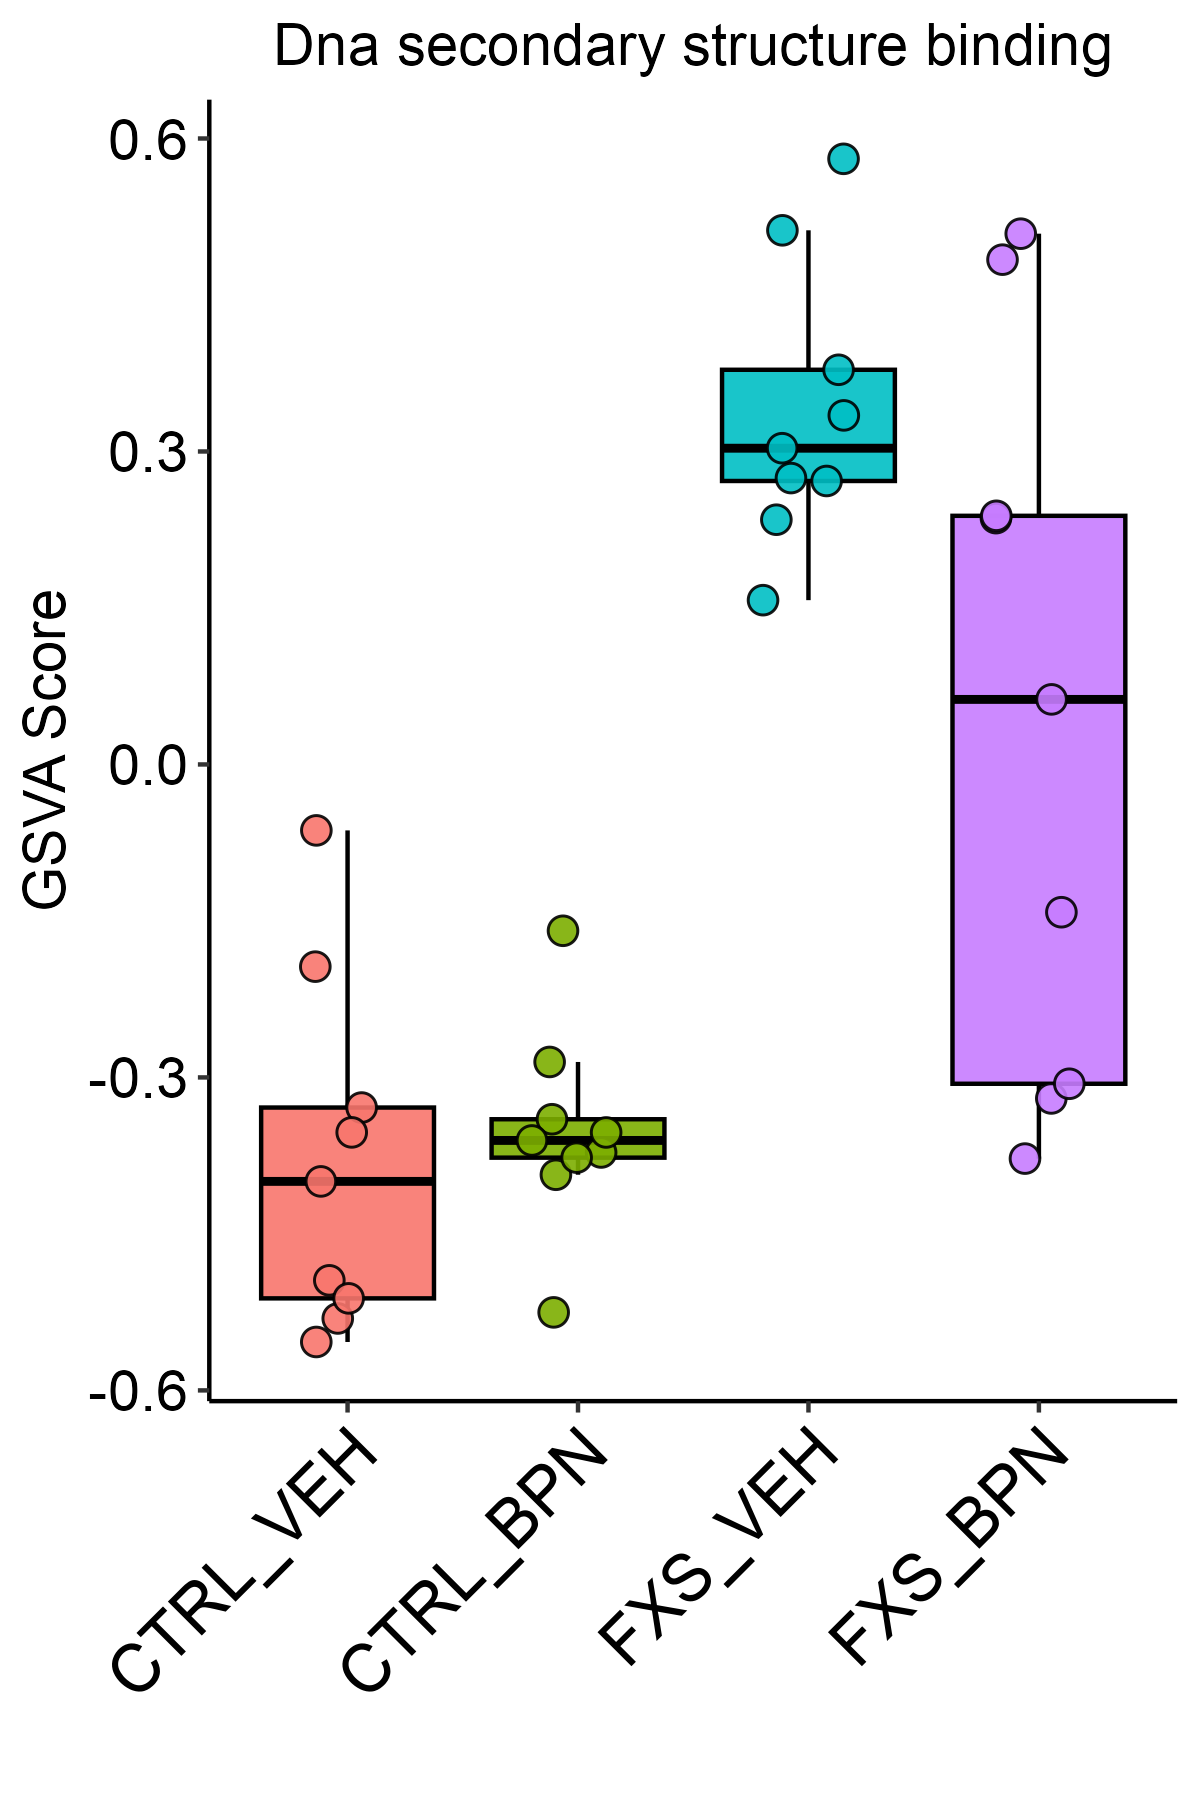 Dna secondary structure binding
GSVA Score
0.6
0.3
0.0
-0.3
-0.6
CTRL_VEH
CTRL_BPN
FXS_VEH
FXS_BPN